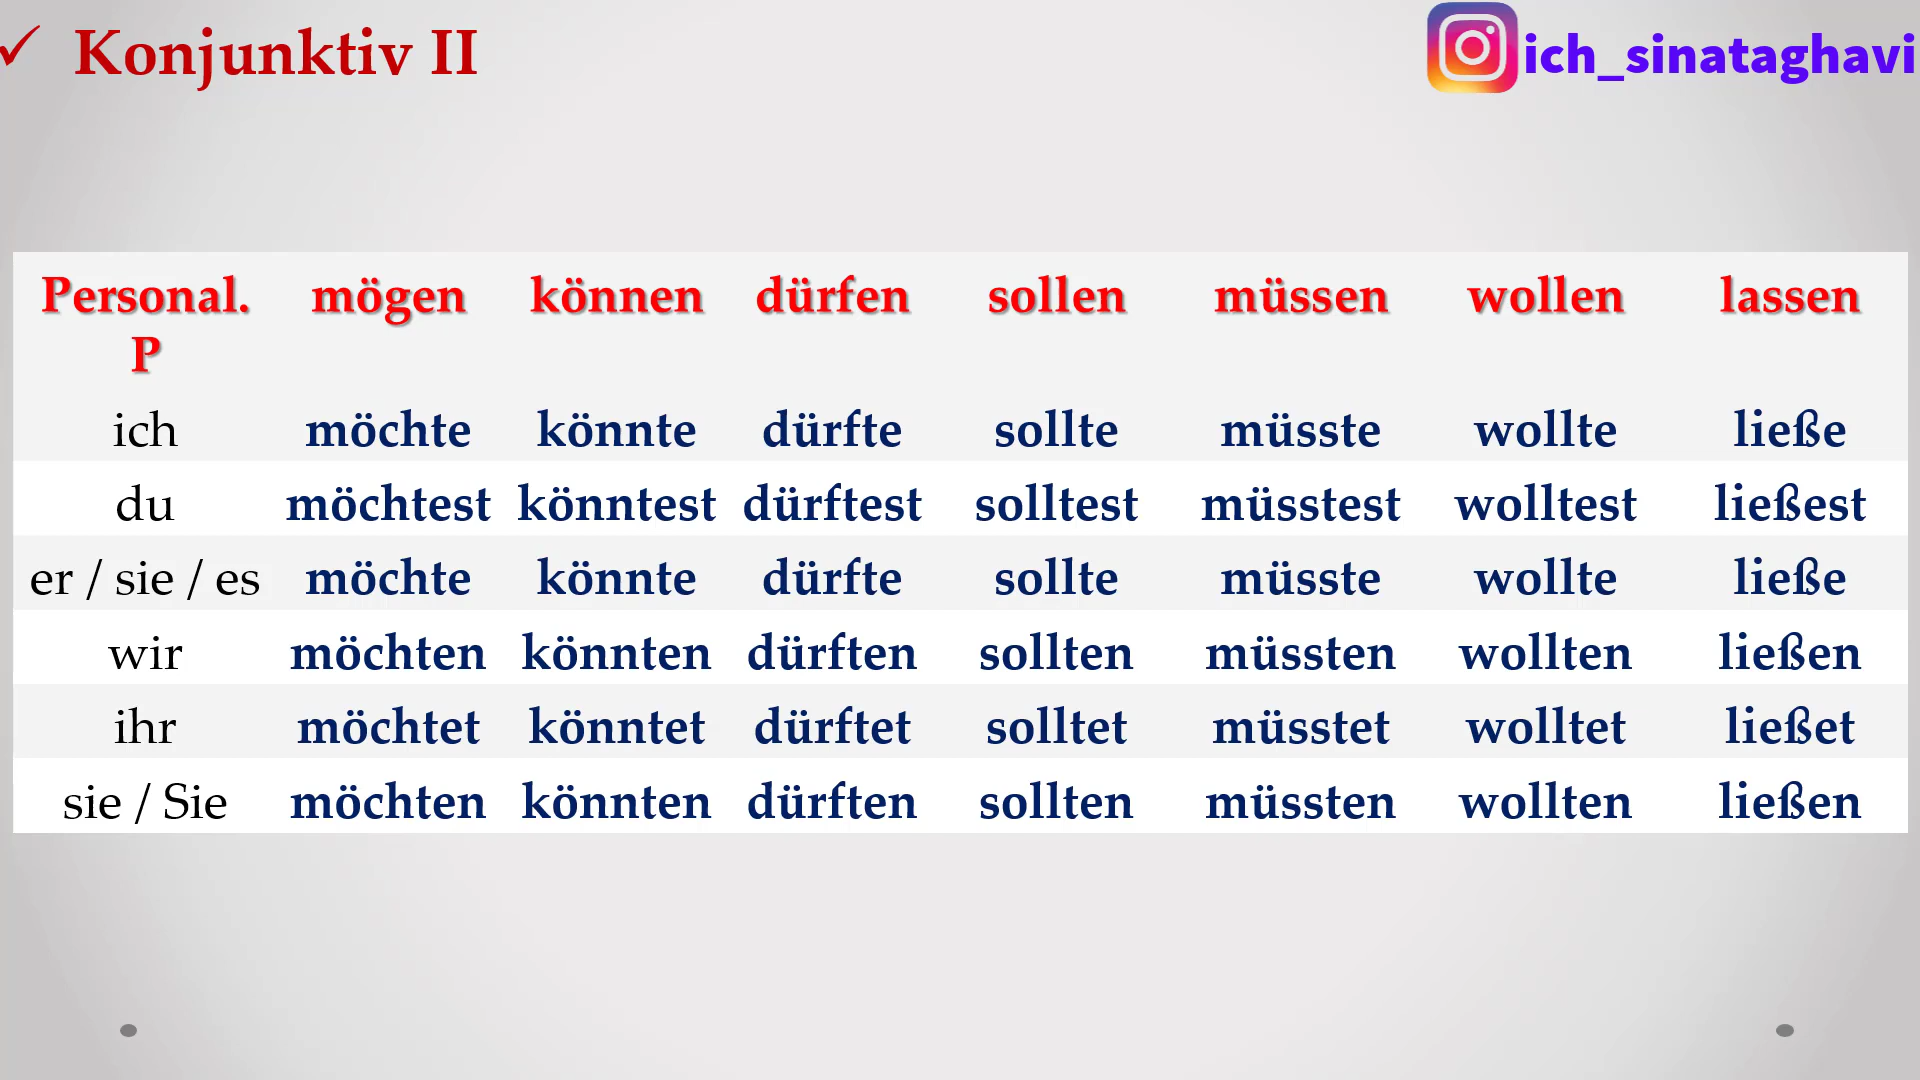 ✓ Konjunktiv II
ich_sinataghavi
Personal. P mögen können dürfen sollen müssen wollen lassen
ich möchte könnte dürfte sollte müsste wollte ließe
du möchtest könntest dürftest solltest müsstest wolltest ließest
er / sie / es möchte könnte dürfte sollte müsste wollte ließe
wir möchten könnten dürften sollten müssten wollten ließen
ihr möchtet könntet dürftet solltet müsstet wolltet ließet
sie / Sie möchten könnten dürften sollten müssten wollten ließen